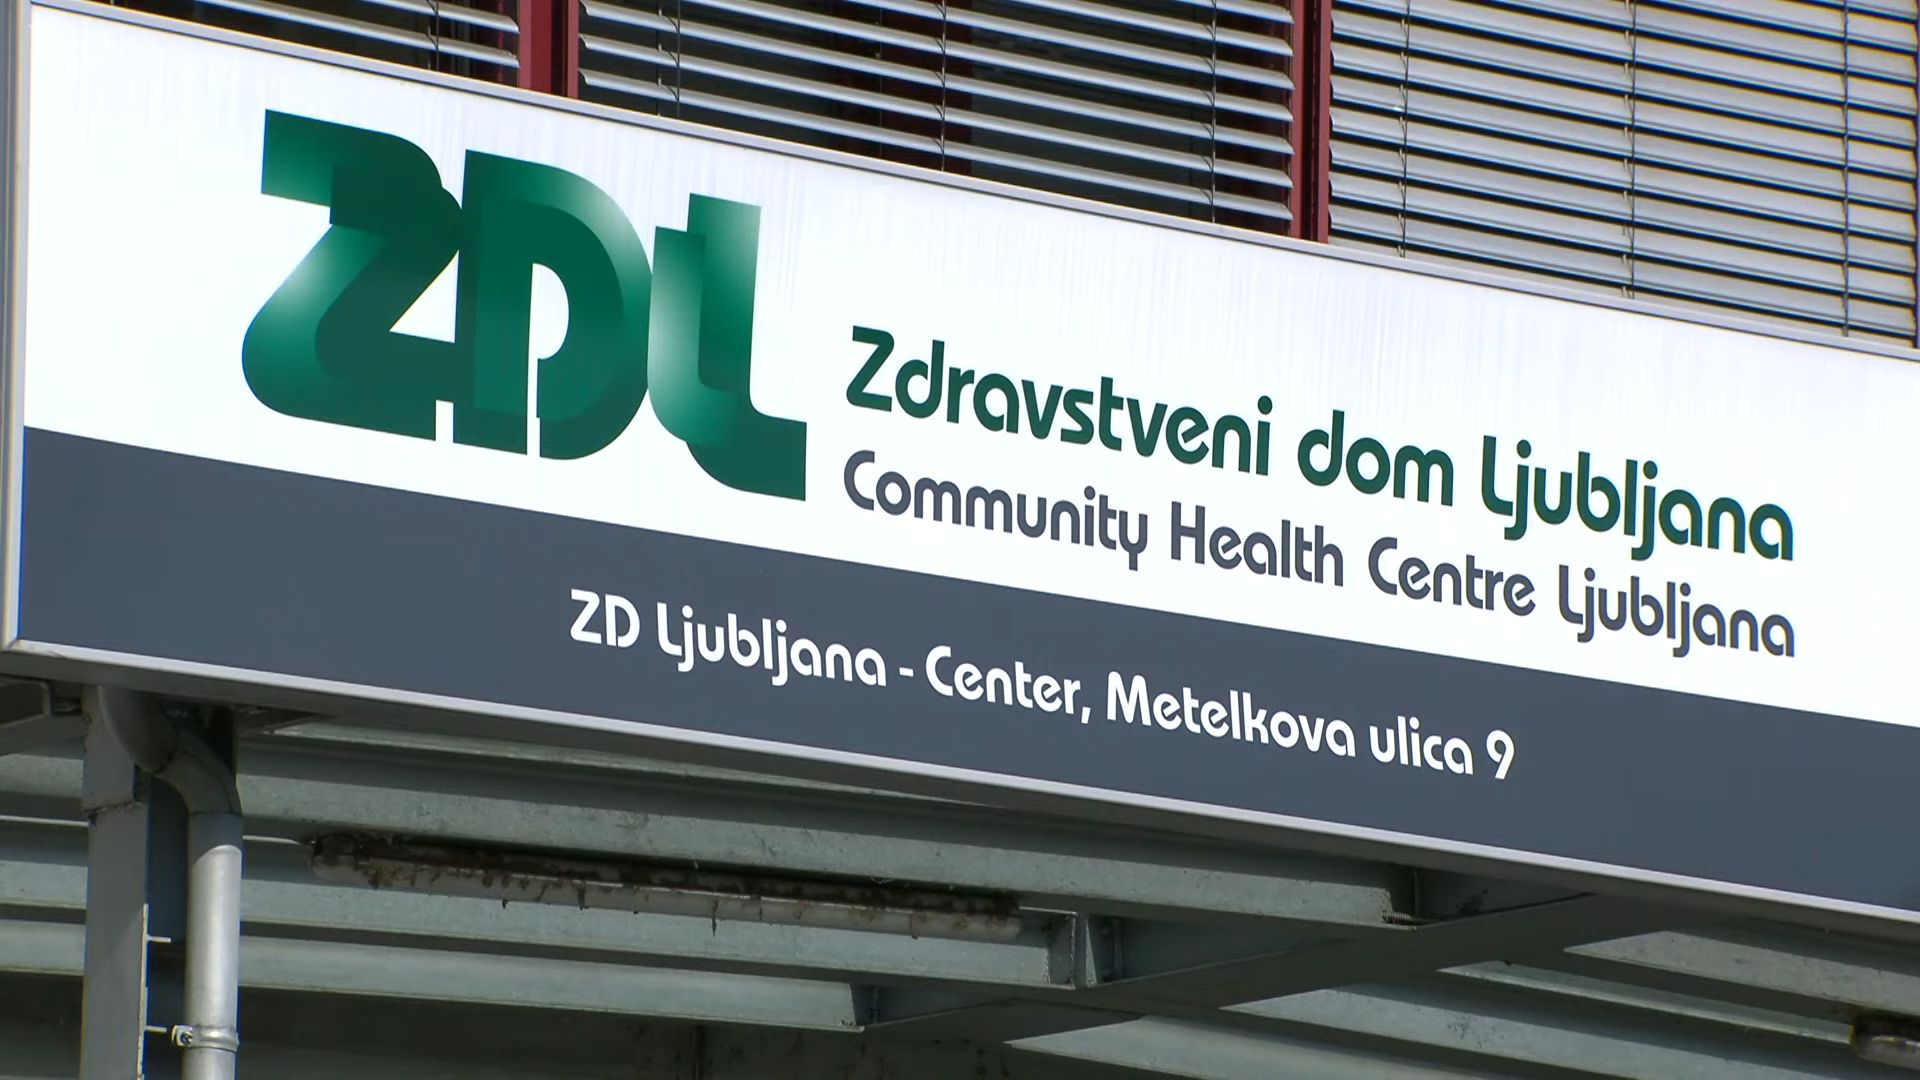 ZDL
Zdravstveni dom Ljubljana
Community Health Centre Ljubljana
ZD Ljubljana - Center, Metelkova ulica 9